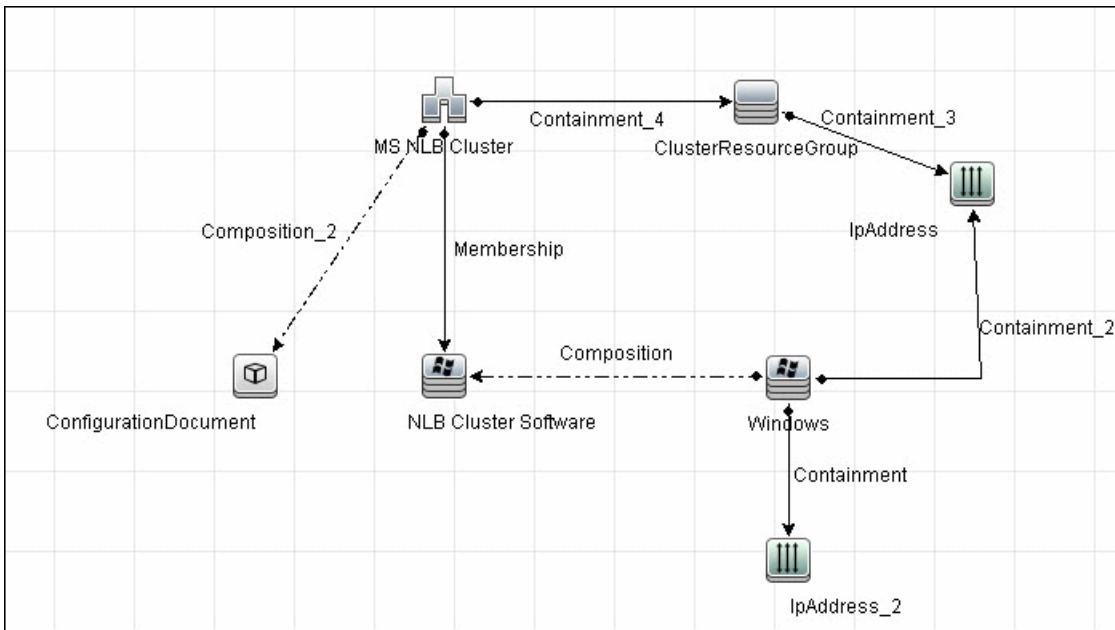 Containment_4
Containment_3
MS NLB Cluster
ClusterResourceGroup
Composition_2
IpAddress
Membership
Containment_2
Composition
ConfigurationDocument
NLB Cluster Software
Windows
Containment
IpAddress_2